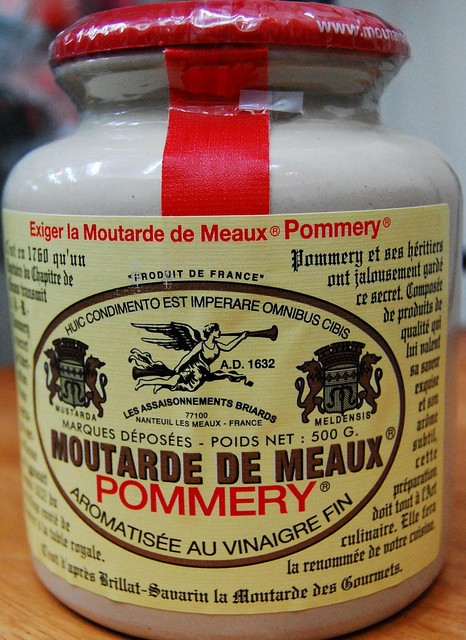 www.mou
Exiger la Moutarde de Meaux® Pommery®
est en 1760 qu'un
du Chapitre de
transmit
Pommery et ses héritiers
ont jalousement gardé
ce secret. Composée
de produits de
qualité qui
lui valent
sa saveur
exquise
et son
arôme
subtil,
cette
préparation
doit tout à l'Art
culinaire. Elle fera
la renommée de votre cuisine.
"PRODUIT DE FRANCE"
HUIC CONDIMENTO EST IMPERARE OMNIBUS CIBIS
A.D. 1632
MUSTARDA
MELDENSIS
LES ASSAISONNEMENTS BRIARDS
77100
NANTEUIL LES MEAUX - FRANCE
MARQUES DÉPOSÉES - POIDS NET : 500 G.
MOUTARDE DE MEAUX®
POMMERY®
AROMATISÉE AU VINAIGRE FIN
de
la table royale.
C'est d'après Brillat-Savarin la Moutarde des Gourmets.